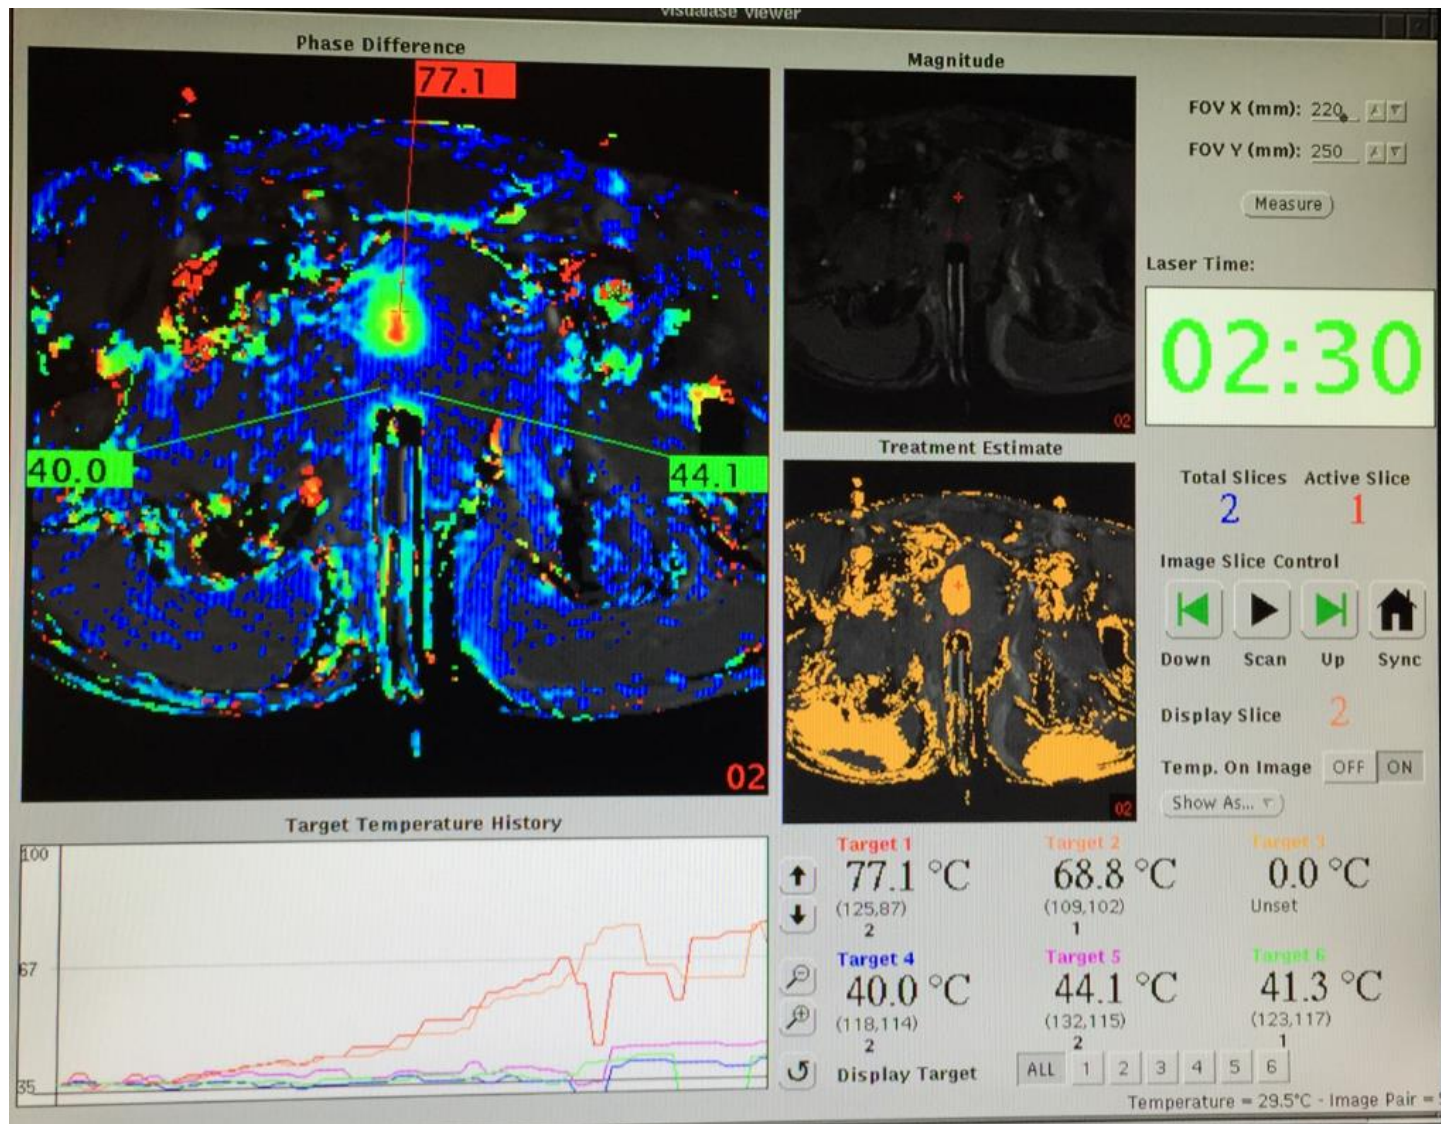 Visualase Viewer
Phase Difference
77.1
40.0
44.1
02
Magnitude
02
FOV X (mm): 220
FOV Y (mm): 250
Measure
Laser Time:
02:30
Treatment Estimate
02
Total Slices Active Slice
2 1
Image Slice Control
Down Scan Up Sync
Display Slice 2
Temp. On Image OFF ON
Show As...
Target Temperature History
100
67
35
Target 1 Target 2 Target 3
77.1 °C 68.8 °C 0.0 °C
(125,87) (109,102) Unset
2 1
Target 4 Target 5 Target 6
40.0 °C 44.1 °C 41.3 °C
(118,114) (132,115) (123,117)
2 2 1
Display Target ALL 1 2 3 4 5 6
Temperature = 29.5°C - Image Pair =